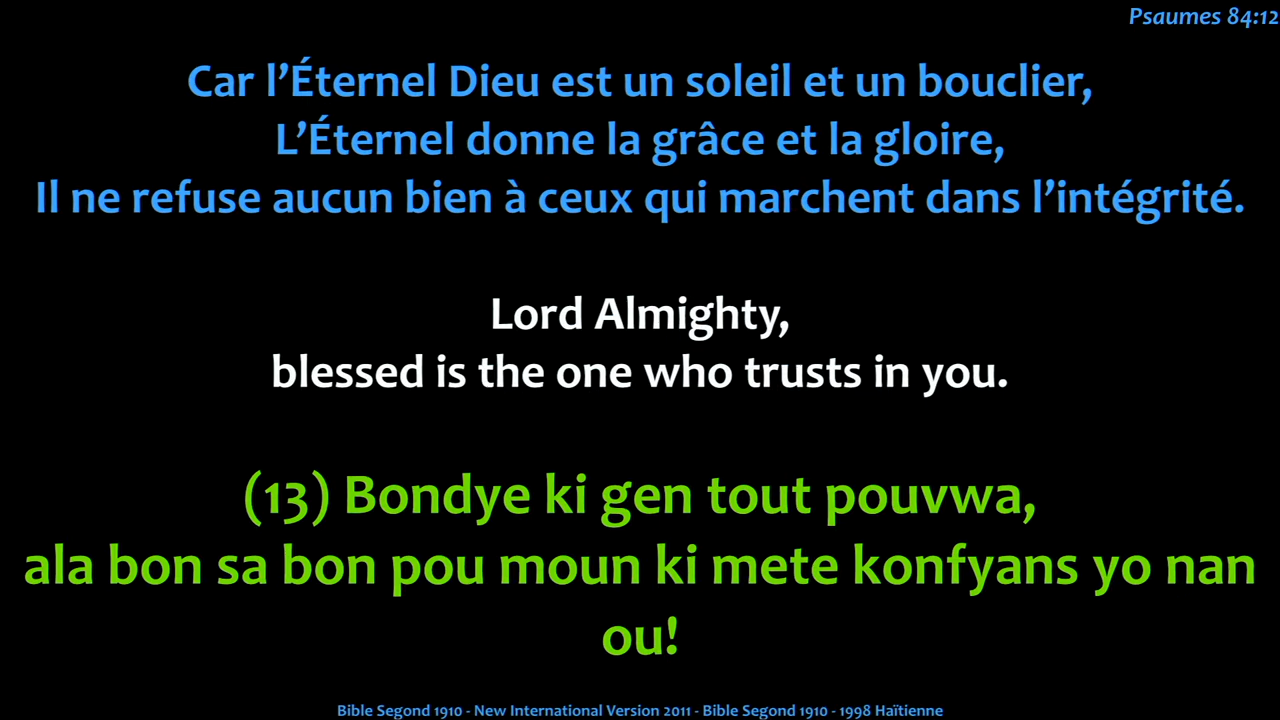 Psaumes 84:12
Car l’Éternel Dieu est un soleil et un bouclier,
L’Éternel donne la grâce et la gloire,
Il ne refuse aucun bien à ceux qui marchent dans l’intégrité.
Lord Almighty,
blessed is the one who trusts in you.
(13) Bondye ki gen tout pouvwa,
ala bon sa bon pou moun ki mete konfyans yo nan
ou!
Bible Segond 1910 - New International Version 2011 - Bible Segond 1910 - 1998 Haïtienne